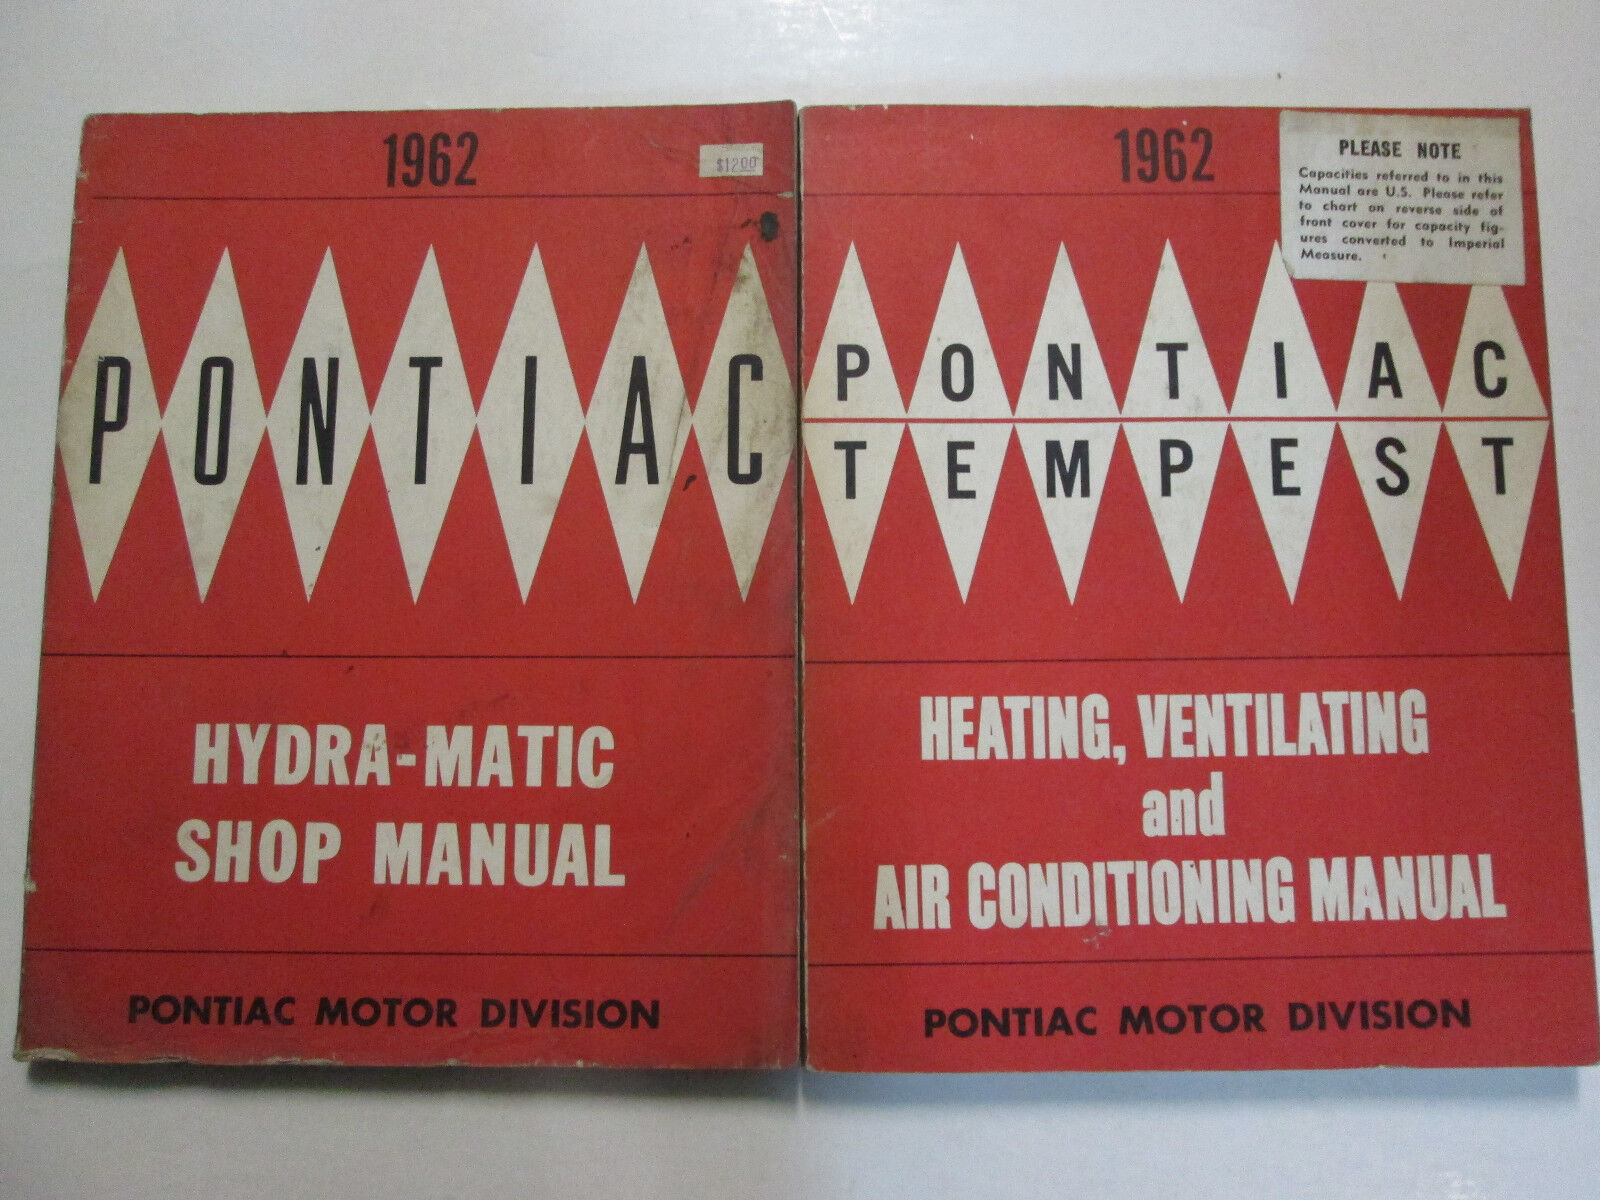 1962
$12.00
PONTIAC
HYDRA-MATIC
SHOP MANUAL
PONTIAC MOTOR DIVISION
1962
PLEASE NOTE
Capacities referred to in this
Manual are U.S. Please refer
to chart on reverse side of
front cover for capacity fig-
ures converted to Imperial
Measure.
PONTIAC
TEMPEST
HEATING, VENTILATING
and
AIR CONDITIONING MANUAL
PONTIAC MOTOR DIVISION